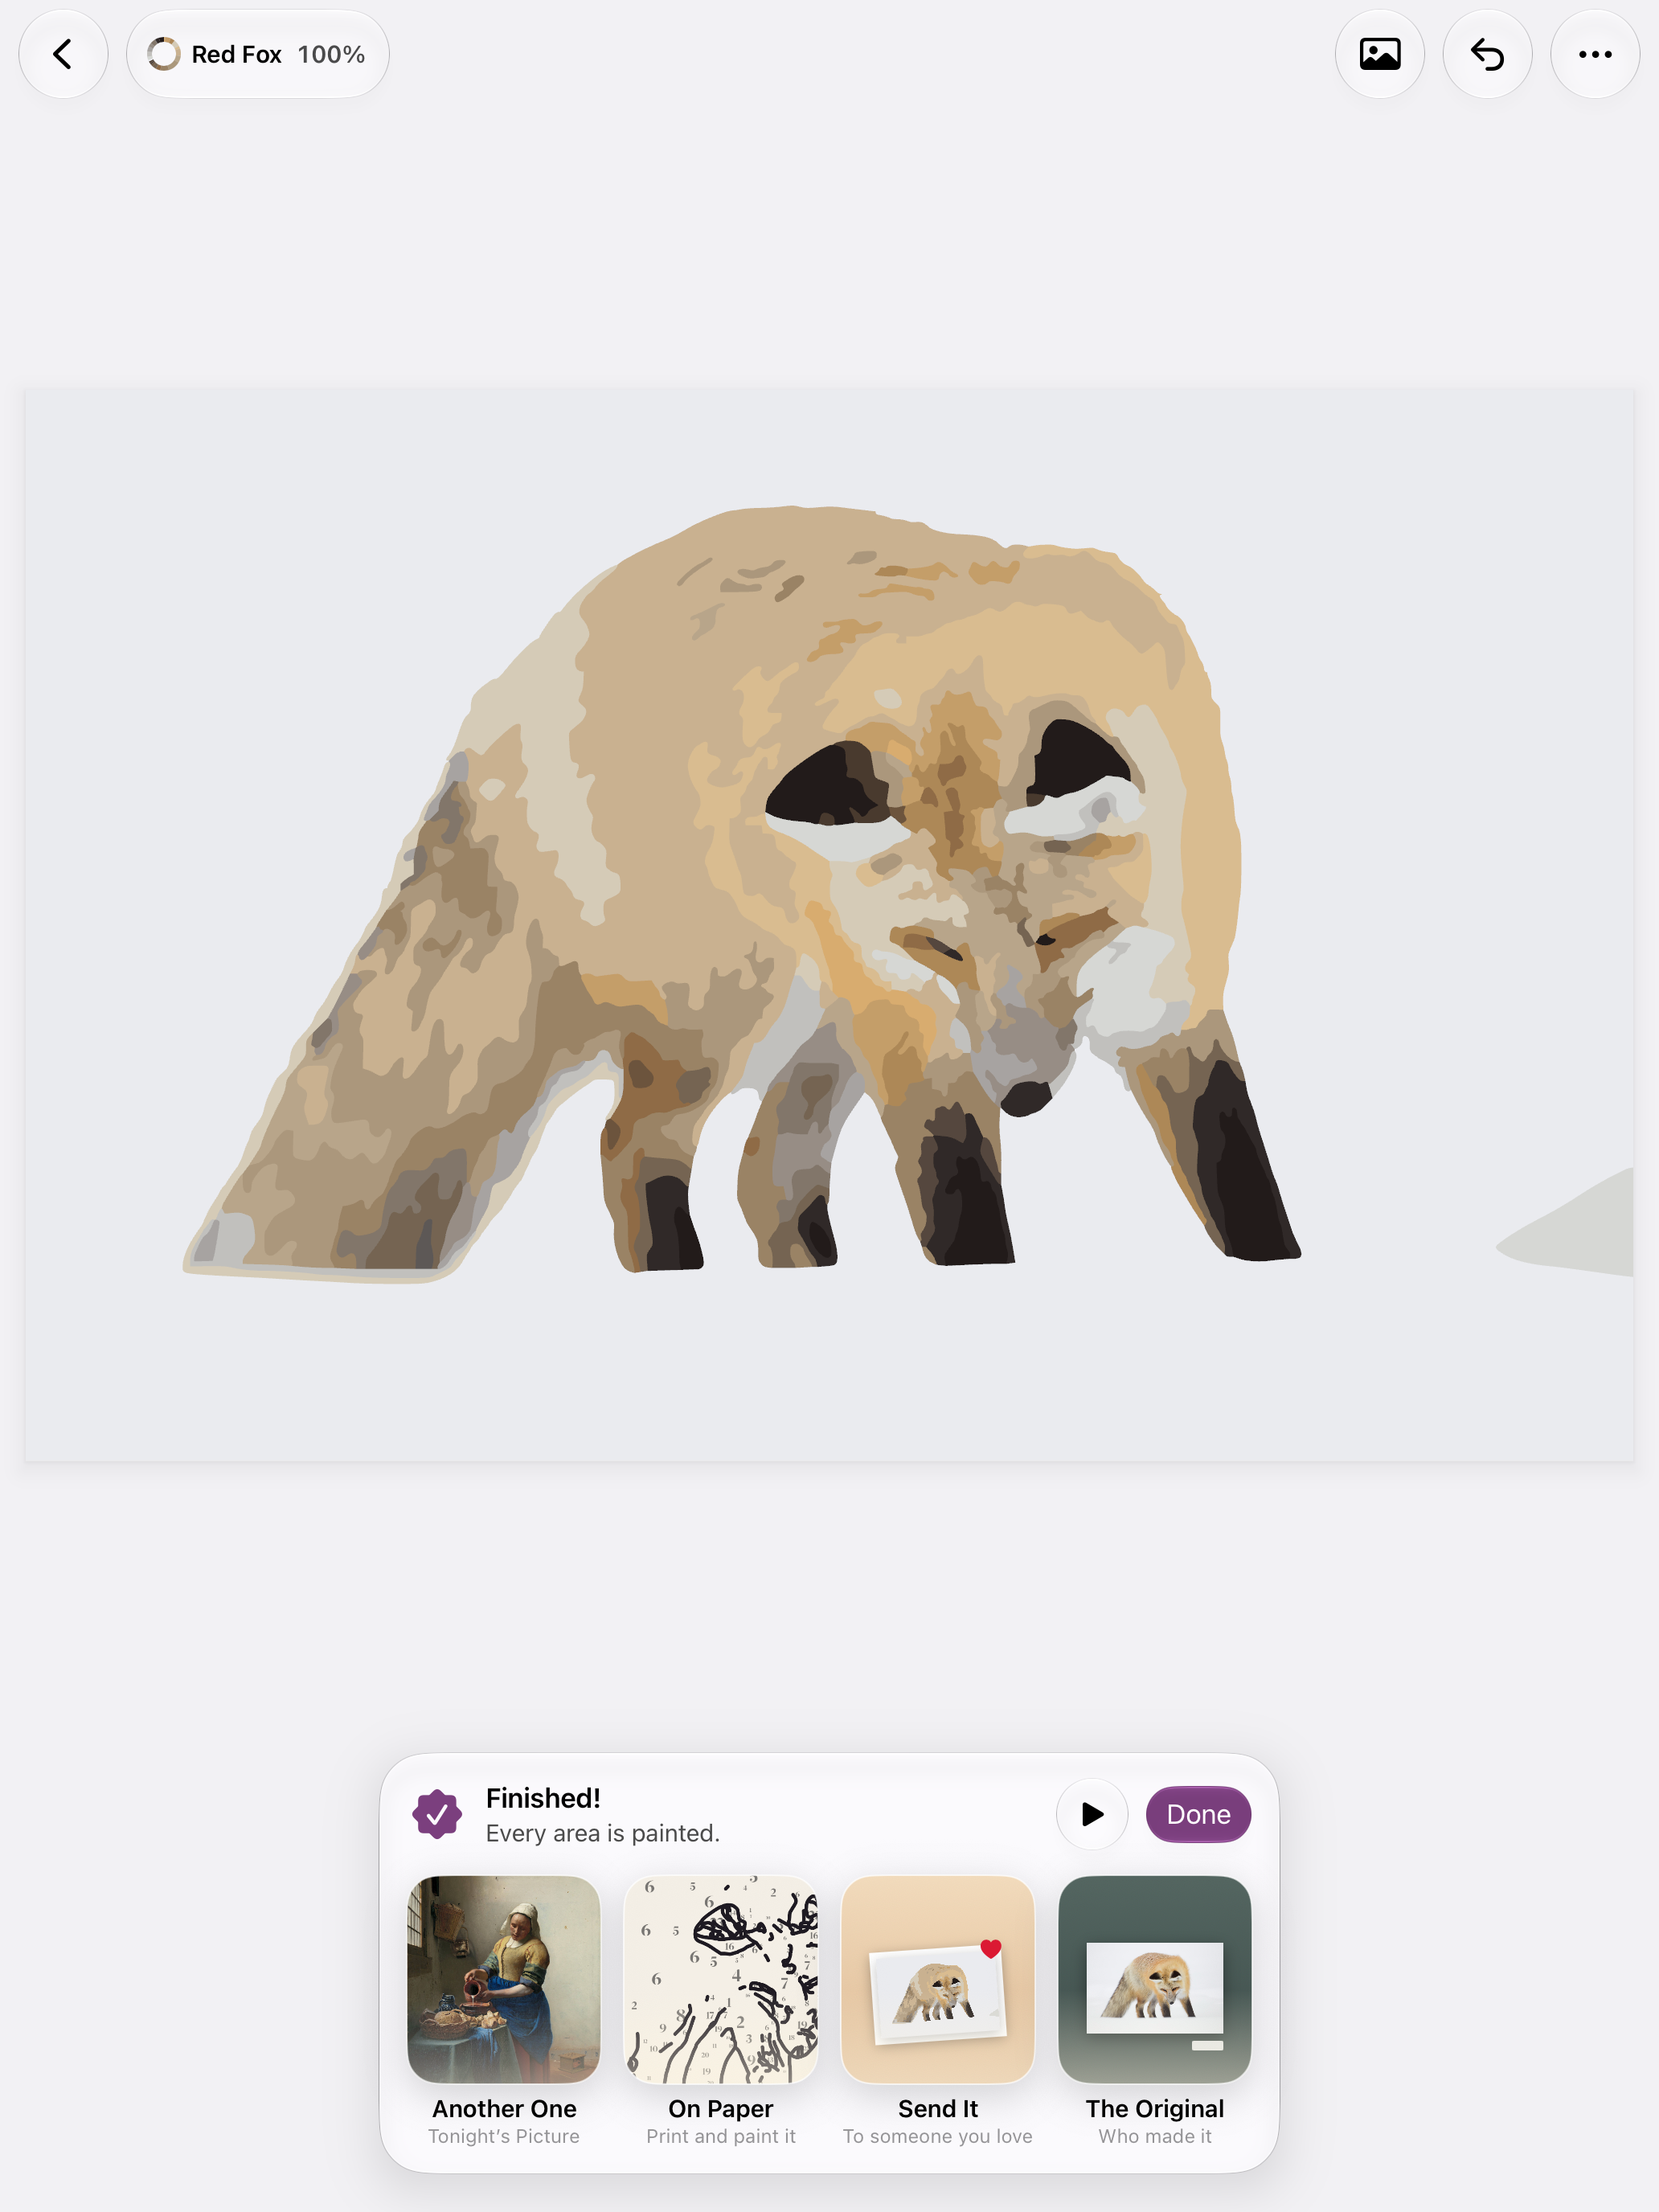 Red Fox 100%
Finished!
Every area is painted.
Done
Another One
Tonight’s Picture
On Paper
Print and paint it
Send It
To someone you love
The Original
Who made it